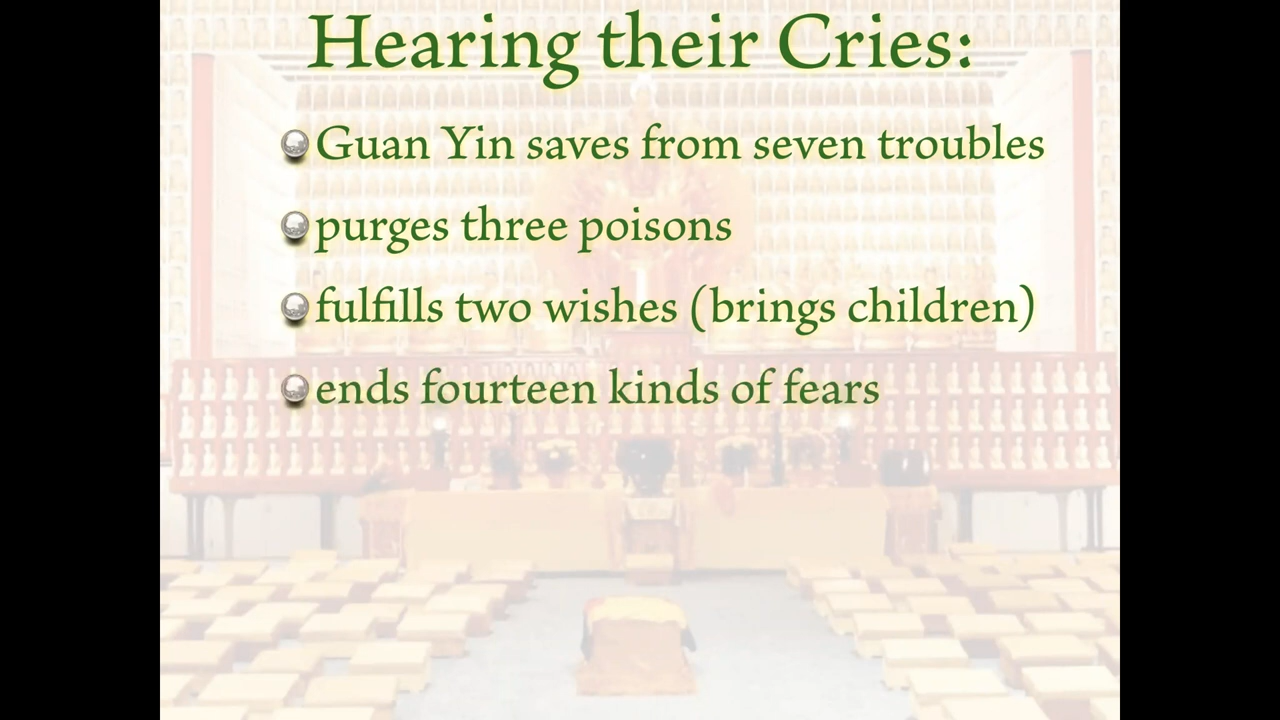 Hearing their Cries:
Guan Yin saves from seven troubles
purges three poisons
fulfills two wishes (brings children)
ends fourteen kinds of fears